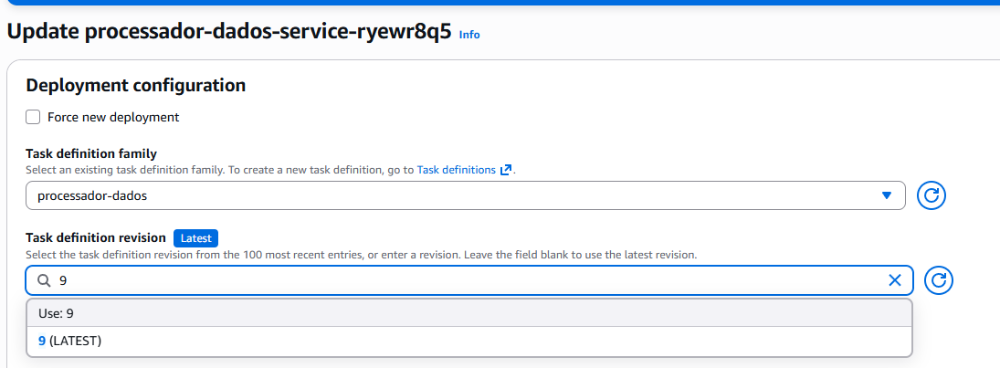 Update processador-dados-service-ryewr8q5 Info
Deployment configuration
Force new deployment
Task definition family
Select an existing task definition family. To create a new task definition, go to Task definitions.
processador-dados
Task definition revision Latest
Select the task definition revision from the 100 most recent entries, or enter a revision. Leave the field blank to use the latest revision.
9
Use: 9
9 (LATEST)